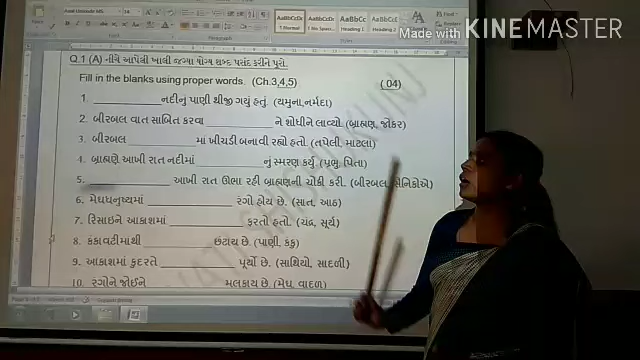 Made with KINEMASTER
Q.1 (A) નીચે આપેલી ખાલી જગ્યા યોગ્ય શબ્દ પસંદ કરીને પૂરો.
Fill in the blanks using proper words. (Ch.3,4,5) (04)
1. ____________ નદીનું પાણી થીજી ગયું હતું. (યમુના,નર્મદા)
2. બીરબલ વાત સાબિત કરવા ____________ ને શોધીને લાવ્યો. (બ્રાહ્મણ, જોકર)
3. બીરબલ ____________ માં ખીચડી બનાવી રહ્યો હતો. (તપેલી, માટલા)
4. બ્રાહ્મણે આખી રાત નદીમાં ____________ નું સ્મરણ કર્યું (પ્રભુ, પિતા)
5. ____________ આખી રાત ઊભા રહી બ્રાહ્મણની ચોકી કરી. (બીરબલ, સૈનિકોએ)
6. મેઘધનુષ્યમાં ____________ રંગો હોય છે. (સાત, આઠ)
7. રિસાઇને આકાશમાં ____________ ફરતો હતો. (ચંદ્ર, સૂર્ય)
8. કંકાવટીમાથી ____________ છંટાય છે. (પાણી, કંકુ)
9. આકાશમાં કુદરતે ____________ પૂર્યો છે. (સાથિયો, સાદળી)
10. રંગોને જોઈને ____________ મલકાય છે. (મેઘ, વાદળ)